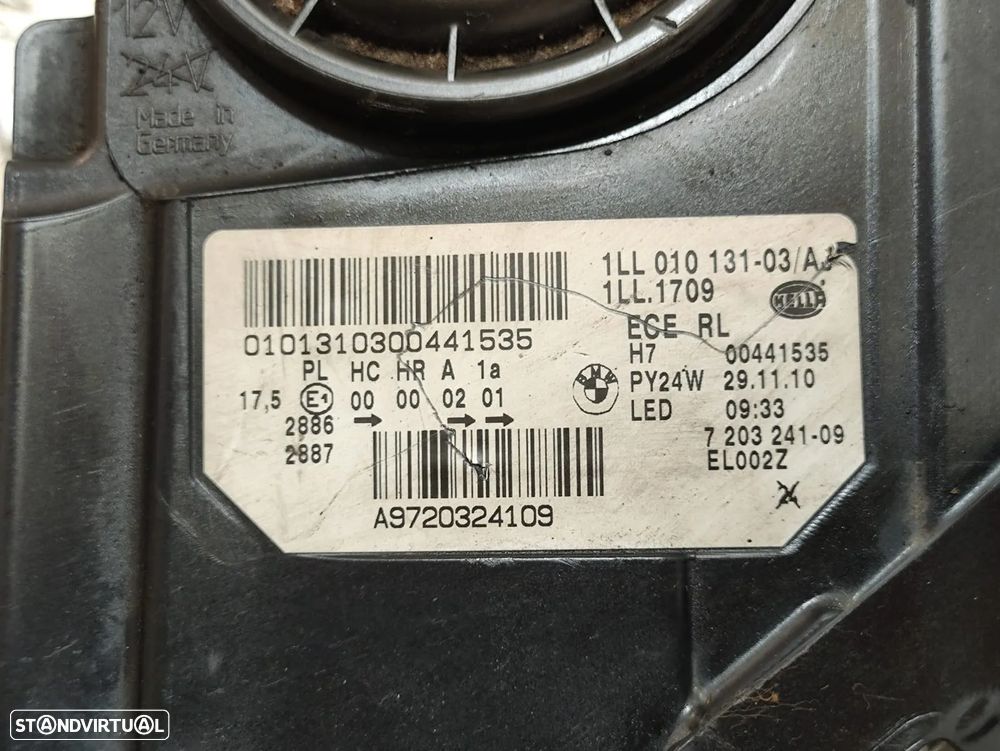 12V
24V
Made in
Germany
1LL 010 131-03/A
1LL.1709
HELLA
0101310300441535
ECE RL
H7 00441535
PL HC HR A 1a
BMW
PY24W 29.11.10
17,5 E1 00 00 02 01
LED 09:33
2886 → → →
2887
7 203 241-09
EL002Z
24
A9720324109
STANDVIRTUAL